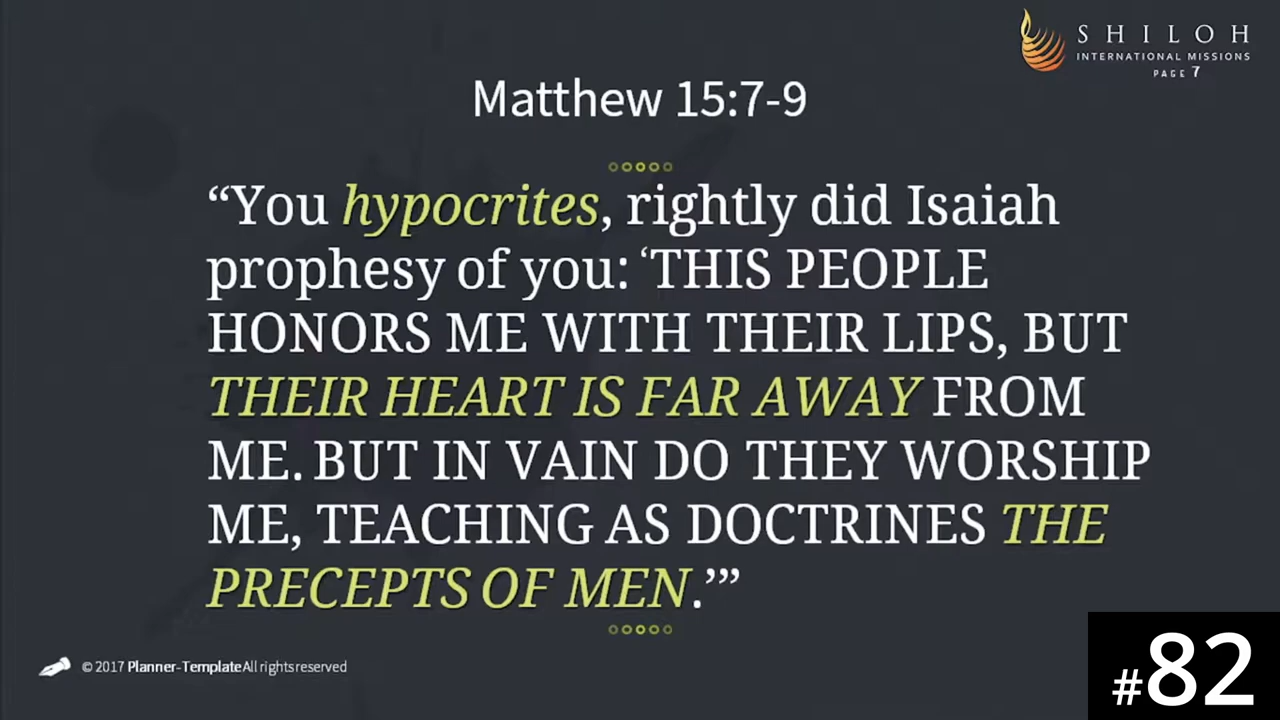 SHILOH
INTERNATIONAL MISSIONS
PAGE 7
Matthew 15:7-9
“You hypocrites, rightly did Isaiah
prophesy of you: ‘THIS PEOPLE
HONORS ME WITH THEIR LIPS, BUT
THEIR HEART IS FAR AWAY FROM
ME. BUT IN VAIN DO THEY WORSHIP
ME, TEACHING AS DOCTRINES THE
PRECEPTS OF MEN.’”
© 2017 Planner-Template All rights reserved
#82